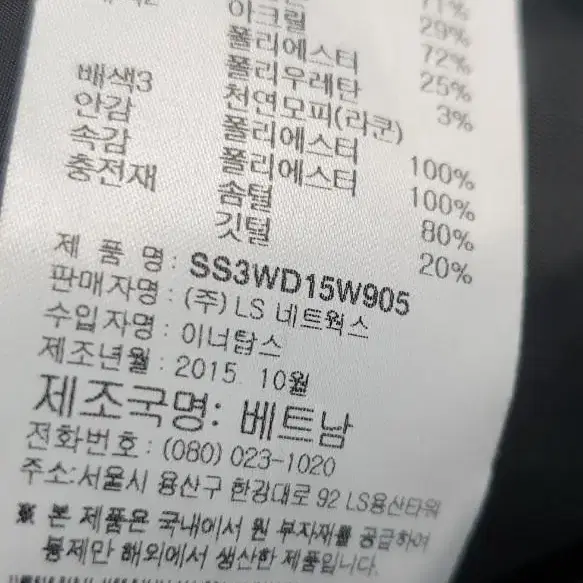 71%
29%
아크릴 72%
폴리에스터 25%
폴리우레탄 3%
배색3 천연모피(라쿤)
안감 폴리에스터 100%
속감 폴리에스터 100%
충전재 솜털 80%
깃털 20%
제 품 명 : SS3WD15W905
판매자명 : (주) LS 네트웍스
수입자명 : 이너탑스
제조년월 : 2015. 10월
제조국명: 베트남
전화번호 : (080) 023-1020
주소:서울시 용산구 한강대로 92 LS용산타워
※ 본 제품은 국내에서 원 부자재를 공급하여
봉제만 해외에서 생산한 제품입니다.